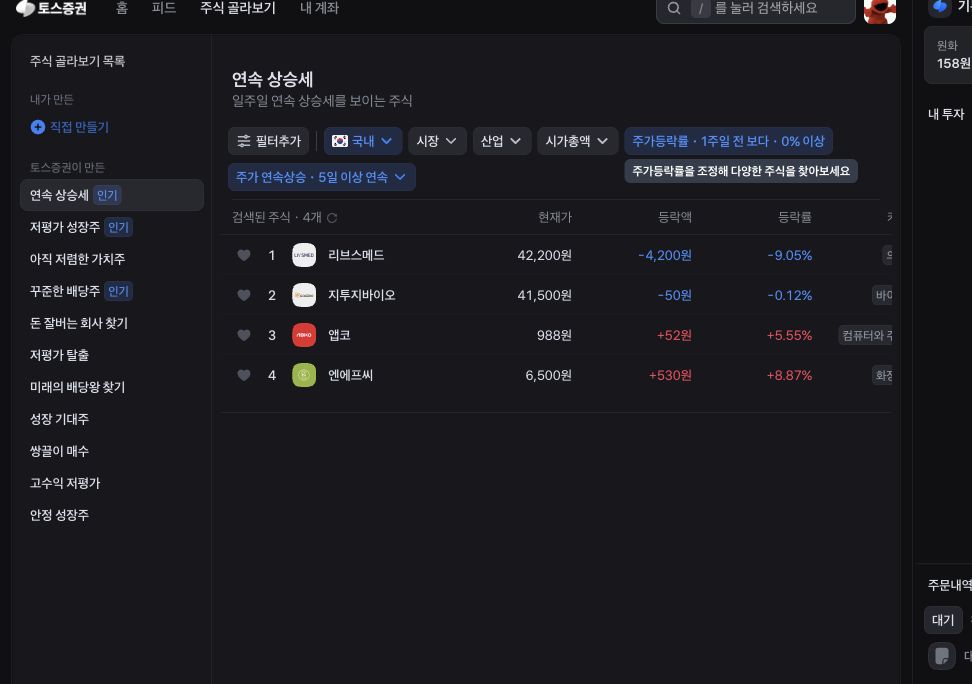 토스증권 홈 피드 주식 골라보기 내 계좌 / 를 눌러 검색하세요
주식 골라보기 목록
내가 만든
직접 만들기
토스증권이 만든
연속 상승세 인기
저평가 성장주 인기
아직 저렴한 가치주
꾸준한 배당주 인기
돈 잘버는 회사 찾기
저평가 탈출
미래의 배당왕 찾기
성장 기대주
쌍끌이 매수
고수익 저평가
안정 성장주
연속 상승세
일주일 연속 상승세를 보이는 주식
필터추가 국내 시장 산업 시가총액 주가등락률 · 1주일 전 보다 · 0% 이상
주가 연속상승 · 5일 이상 연속
주가등락률을 조정해 다양한 주식을 찾아보세요
검색된 주식 · 4개 현재가 등락액 등락률
1 LIVSMED 리브스메드 42,200원 -4,200원 -9.05%
2 지투지바이오 41,500원 -50원 -0.12% 바이
3 ABKO 앱코 988원 +52원 +5.55% 컴퓨터와 주
4 엔에프씨 6,500원 +530원 +8.87% 화장
원화
158원
내 투자
주문내역
대기